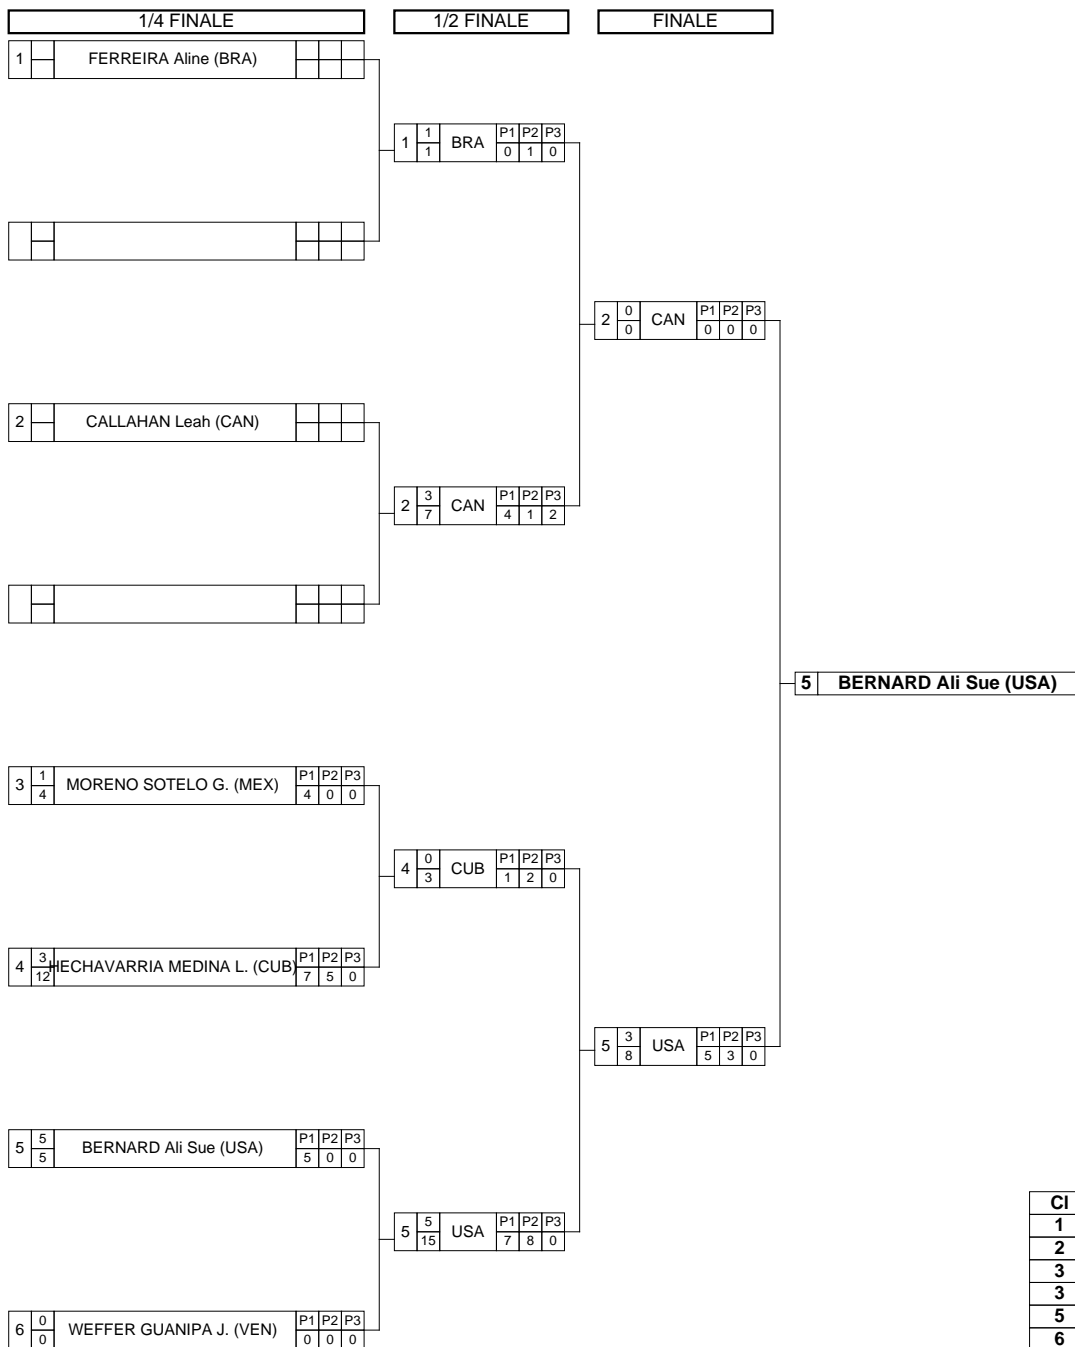 1/4 FINALE 1/2 FINALE FINALE
1 FERREIRA Aline (BRA)
1 1 BRA P1 P2 P3
1 0 1 0
2 0 CAN P1 P2 P3
0 0 0 0
2 CALLAHAN Leah (CAN)
2 3 CAN P1 P2 P3
7 4 1 2
5 BERNARD Ali Sue (USA)
3 1 MORENO SOTELO G. (MEX) P1 P2 P3
4 4 0 0
4 0 CUB P1 P2 P3
3 1 2 0
4 3 HECHAVARRIA MEDINA L. (CUB) P1 P2 P3
12 7 5 0
5 3 USA P1 P2 P3
8 5 3 0
5 5 BERNARD Ali Sue (USA) P1 P2 P3
5 5 0 0
5 5 USA P1 P2 P3
15 7 8 0
6 0 WEFFER GUANIPA J. (VEN) P1 P2 P3
0 0 0 0
Cl
1
2
3
3
5
6